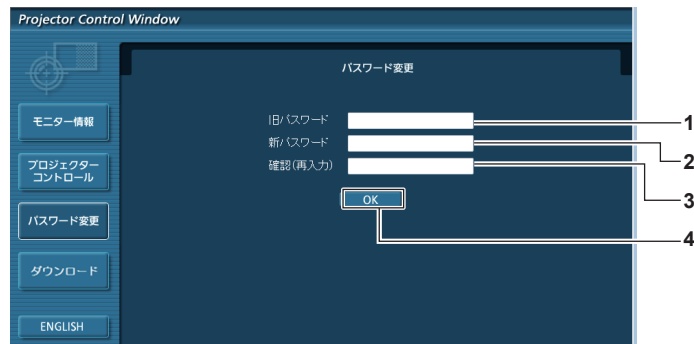 Projector Control Window
パスワード変更
モニター情報
プロジェクター
コントロール
パスワード変更
ダウンロード
ENGLISH
旧パスワード
新パスワード
確認(再入力)
OK
1
2
3
4